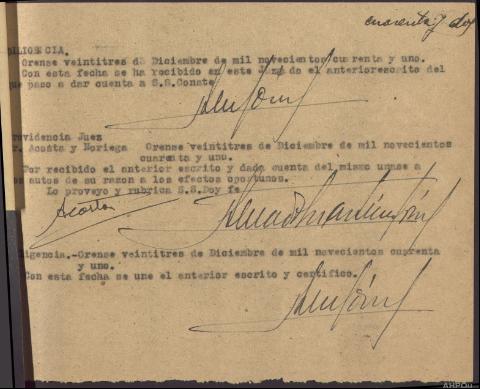 cuarenta y dos
DILIGENCIA.
Orense veintitres de Diciembre de mil novecientos cuarenta y uno.
Con esta fecha se ha recibido en este Juzgado el anteriorescrito del
que paso a dar cuenta a S.S.Conste
rovidencia Juez
r. Acosta y Noriega Orense veintitres de Diciembre de mil novecientos
cuarenta y uno.
Por recibido el anterior escrito y dada cuenta del mismo unase a
os autos de su razon a los efectos oportunos.
Lo proveyo y rubrica S.S.Doy fe
Acosta
ligencia.-Orense veintitres de Diciembre de mil novecientos cuarenta
y uno.
Con esta fecha se une el anterior escrito y certifico.
AHPOu